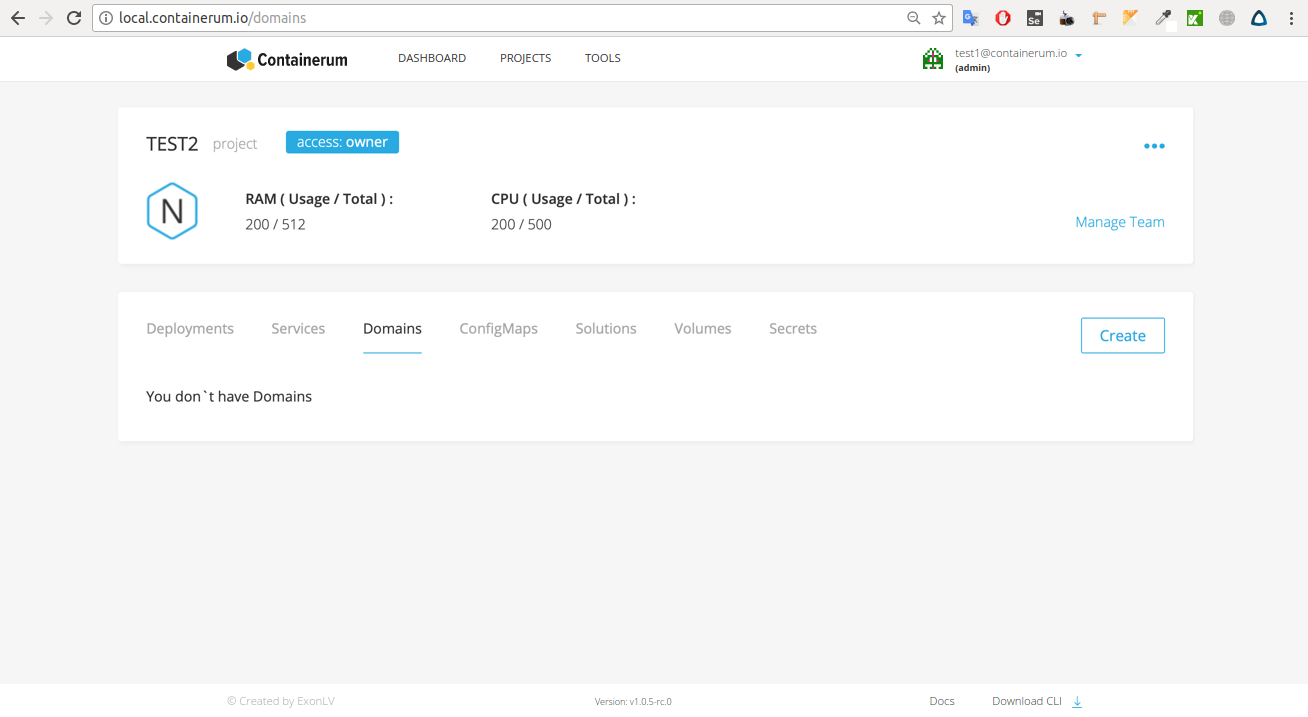 local.containerum.io/domains
Containerum
DASHBOARD
PROJECTS
TOOLS
test1@containerum.io
(admin)
TEST2 project access: owner
N
RAM ( Usage / Total ) :
200 / 512
CPU ( Usage / Total ) :
200 / 500
Manage Team
Deployments
Services
Domains
ConfigMaps
Solutions
Volumes
Secrets
Create
You don`t have Domains
© Created by ExonLV
Version: v1.0.5-rc.0
Docs
Download CLI